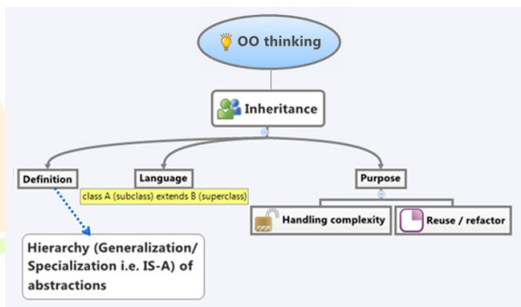 OO thinking
Inheritance
Definition
Language
Purpose
class A (subclass) extends B (superclass)
Handling complexity
Reuse / refactor
Hierarchy (Generalization/
Specialization i.e. IS-A) of
abstractions